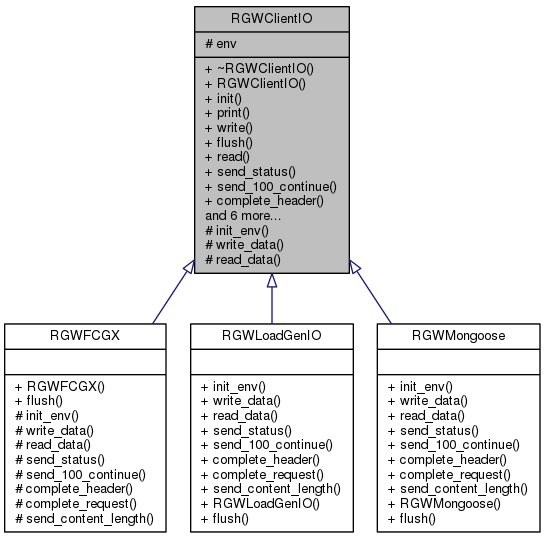 RGWClientIO
# env
+ ~RGWClientIO()
+ RGWClientIO()
+ init()
+ print()
+ write()
+ flush()
+ read()
+ send_status()
+ send_100_continue()
+ complete_header()
and 6 more...
# init_env()
# write_data()
# read_data()
RGWFCGX
+ RGWFCGX()
+ flush()
# init_env()
# write_data()
# read_data()
# send_status()
# send_100_continue()
# complete_header()
# complete_request()
# send_content_length()
RGWLoadGenIO
+ init_env()
+ write_data()
+ read_data()
+ send_status()
+ send_100_continue()
+ complete_header()
+ complete_request()
+ send_content_length()
+ RGWLoadGenIO()
+ flush()
RGWMongoose
+ init_env()
+ write_data()
+ read_data()
+ send_status()
+ send_100_continue()
+ complete_header()
+ complete_request()
+ send_content_length()
+ RGWMongoose()
+ flush()